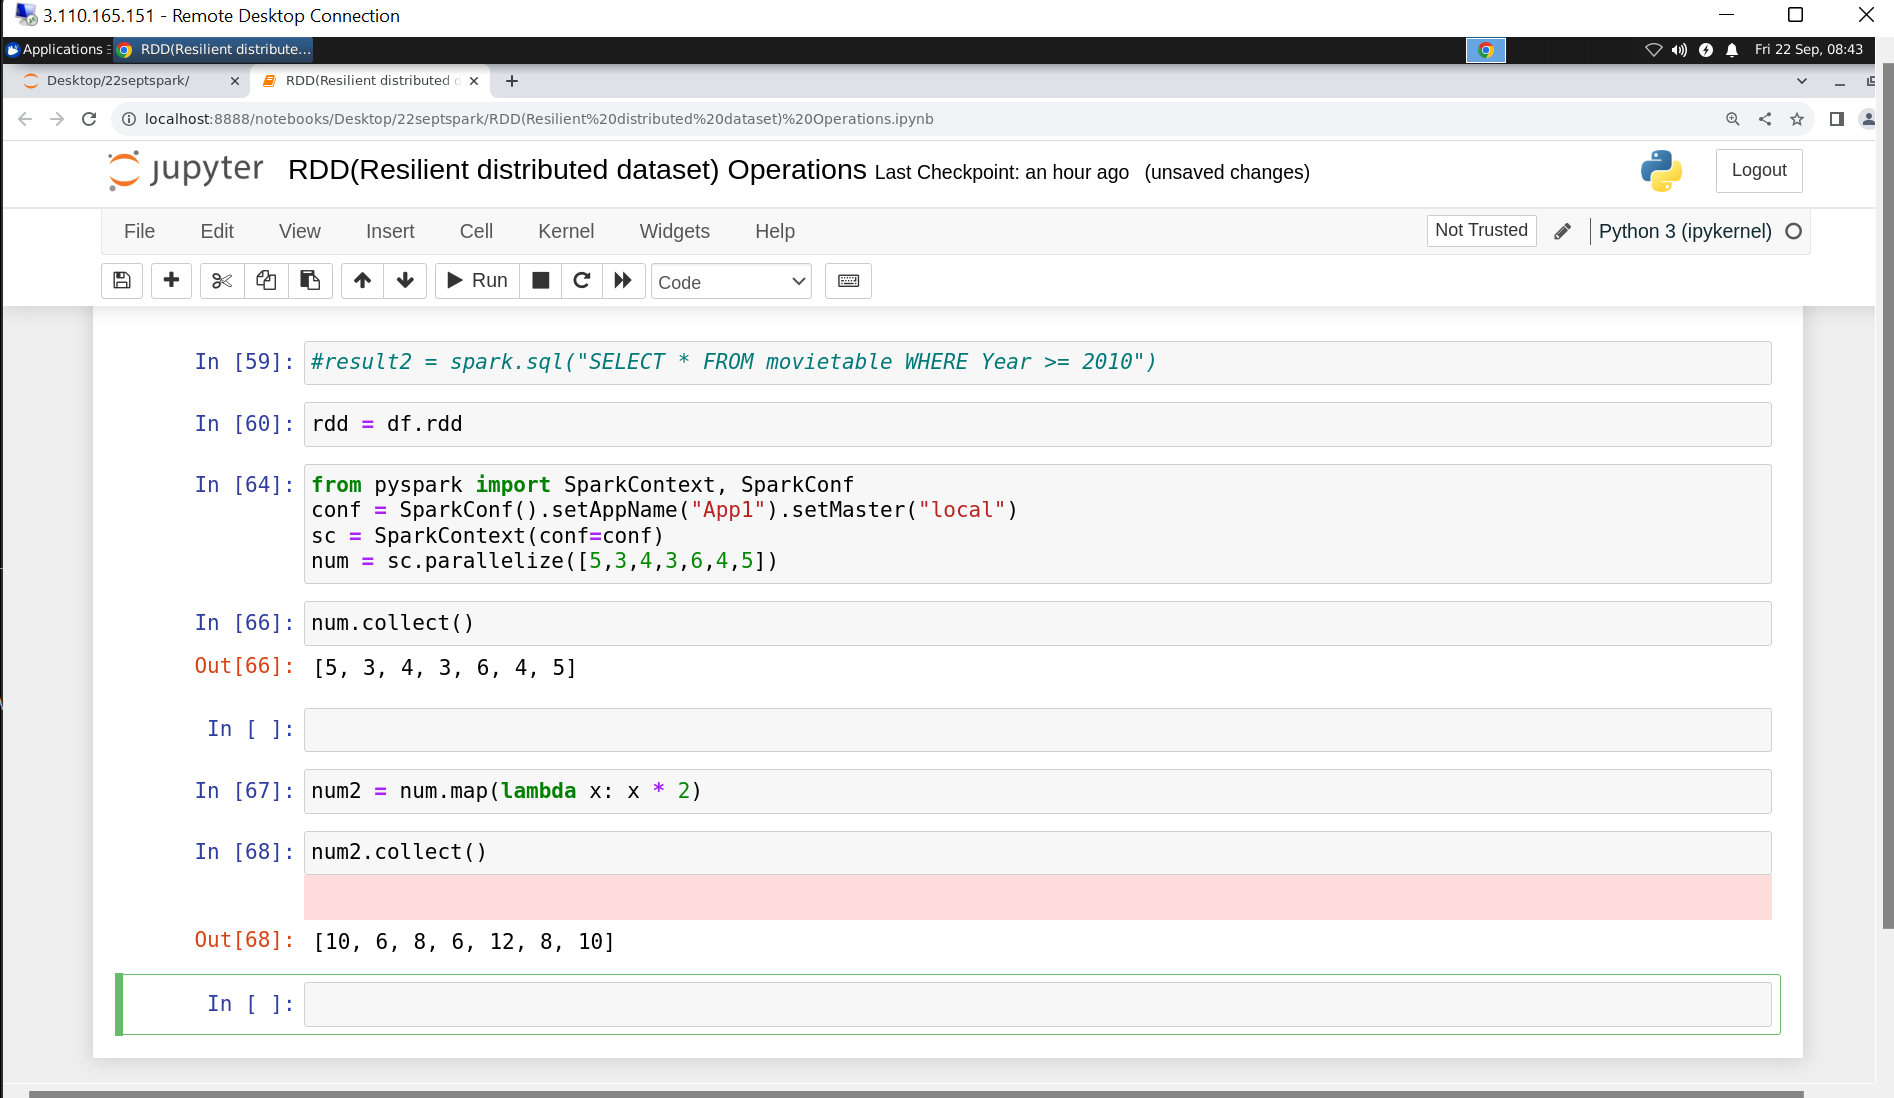 3.110.165.151 - Remote Desktop Connection
Applications RDD(Resilient distribute... Fri 22 Sep, 08:43
Desktop/22septspark/ RDD(Resilient distributed
localhost:8888/notebooks/Desktop/22septspark/RDD(Resilient%20distributed%20dataset)%20Operations.ipynb
jupyter RDD(Resilient distributed dataset) Operations Last Checkpoint: an hour ago (unsaved changes) Logout
File Edit View Insert Cell Kernel Widgets Help Not Trusted Python 3 (ipykernel)
Run Code
In [59]: #result2 = spark.sql("SELECT * FROM movietable WHERE Year >= 2010")
In [60]: rdd = df.rdd
In [64]: from pyspark import SparkContext, SparkConf
conf = SparkConf().setAppName("App1").setMaster("local")
sc = SparkContext(conf=conf)
num = sc.parallelize([5,3,4,3,6,4,5])
In [66]: num.collect()
Out[66]: [5, 3, 4, 3, 6, 4, 5]
In [ ]:
In [67]: num2 = num.map(lambda x: x * 2)
In [68]: num2.collect()
Out[68]: [10, 6, 8, 6, 12, 8, 10]
In [ ]: